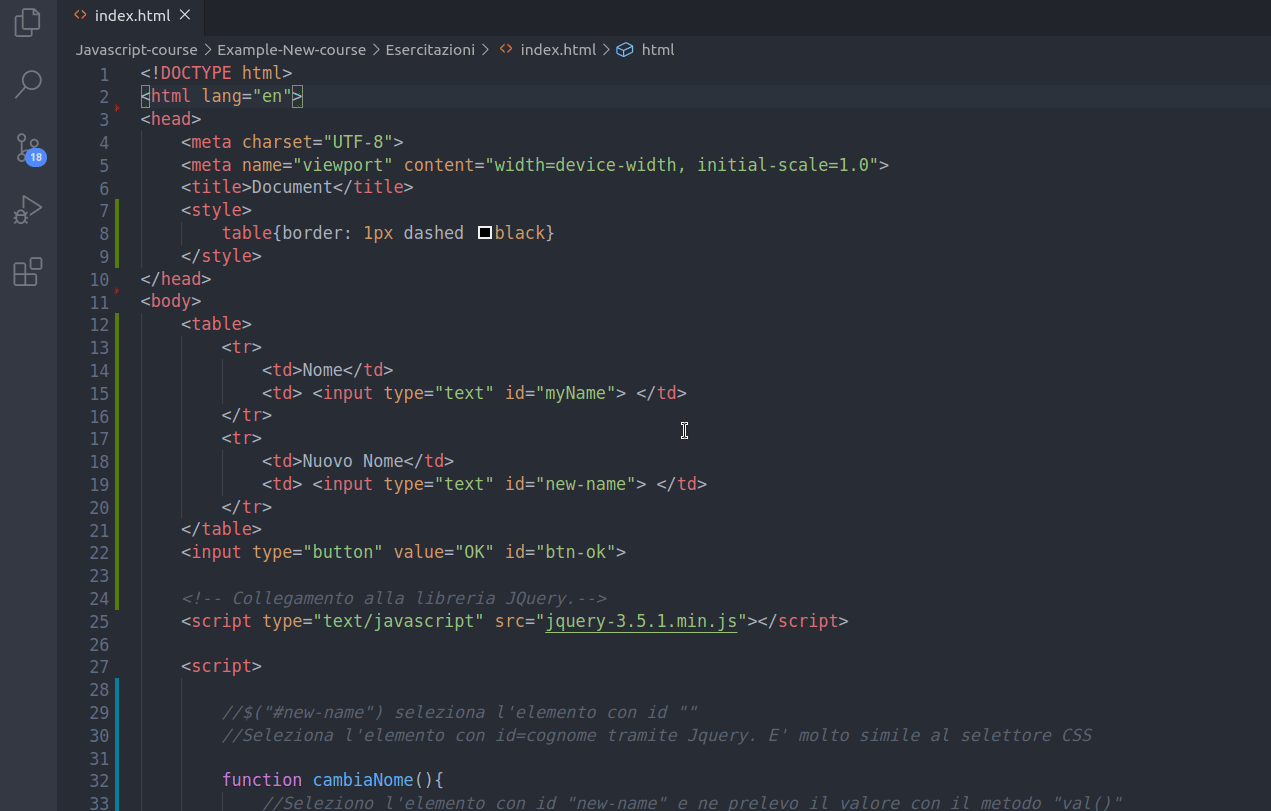 index.html
Javascript-course > Example-New-course > Esercitazioni > index.html > html
18
1 <!DOCTYPE html>
2 <html lang="en">
3 <head>
4     <meta charset="UTF-8">
5     <meta name="viewport" content="width=device-width, initial-scale=1.0">
6     <title>Document</title>
7     <style>
8         table{border: 1px dashed black}
9     </style>
10 </head>
11 <body>
12     <table>
13         <tr>
14             <td>Nome</td>
15             <td> <input type="text" id="myName"> </td>
16         </tr>
17         <tr>
18             <td>Nuovo Nome</td>
19             <td> <input type="text" id="new-name"> </td>
20         </tr>
21     </table>
22     <input type="button" value="OK" id="btn-ok">
23
24     <!-- Collegamento alla libreria JQuery.-->
25     <script type="text/javascript" src="jquery-3.5.1.min.js"></script>
26
27     <script>
28
29         //$("#new-name") seleziona l'elemento con id ""
30         //Seleziona l'elemento con id=cognome tramite Jquery. E' molto simile al selettore CSS
31
32         function cambiaNome(){
33             //Seleziono l'elemento con id "new-name" e ne prelevo il valore con il metodo "val()"